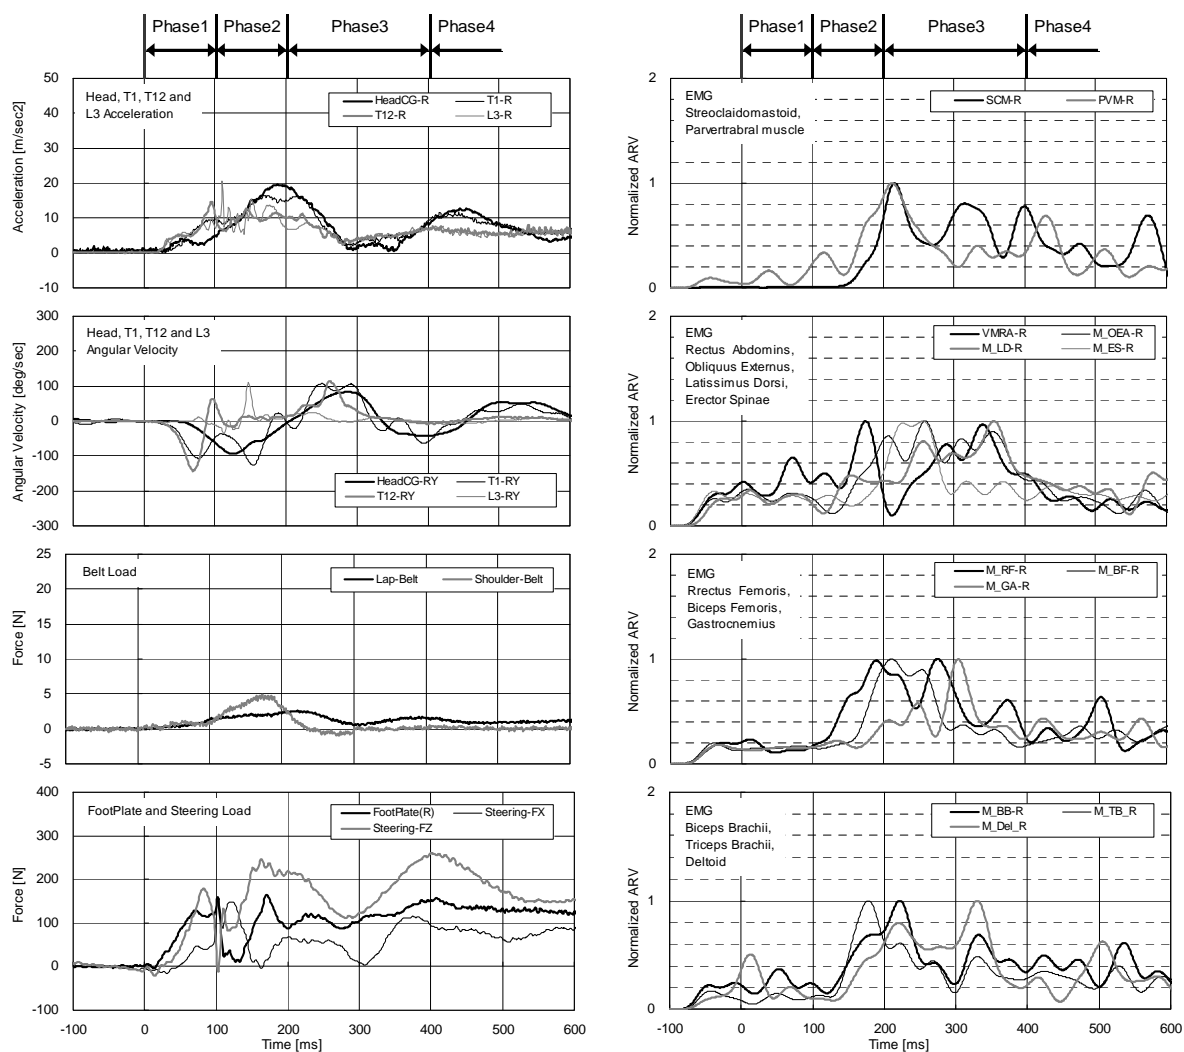 Phase1 Phase2 Phase3 Phase4
50
40
30
20
10
0
-10
Acceleration [m/sec2]
Head, T1, T12 and
L3 Acceleration
HeadCG-R T1-R
T12-R L3-R
300
200
100
0
-100
-200
-300
Angular Velocity [deg/sec]
Head, T1, T12 and L3
Angular Velocity
HeadCG-RY T1-RY
T12-RY L3-RY
25
20
15
10
5
0
-5
Force [N]
Belt Load
Lap-Belt Shoulder-Belt
400
300
200
100
0
-100
Force [N]
FootPlate and Steering Load
FootPlate(R) Steering-FX
Steering-FZ
-100 0 100 200 300 400 500 600
Time [ms]
Phase1 Phase2 Phase3 Phase4
2
1
0
Normalized ARV
EMG
Streoclaidomastoid,
Parvertrabral muscle
SCM-R PVM-R
2
1
0
Normalized ARV
EMG
Rectus Abdomins,
Obliquus Externus,
Latissimus Dorsi,
Erector Spinae
VMRA-R M_OEA-R
M_LD-R M_ES-R
2
1
0
Normalized ARV
EMG
Rrectus Femoris,
Biceps Femoris,
Gastrocnemius
M_RF-R M_BF-R
M_GA-R
2
1
0
Normalized ARV
EMG
Biceps Brachii,
Triceps Brachii,
Deltoid
M_BB-R M_TB_R
M_Del_R
-100 0 100 200 300 400 500 600
Time [ms]